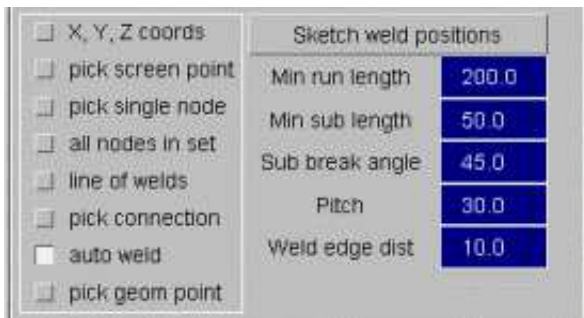 X, Y, Z coords
pick screen point
pick single node
all nodes in set
line of welds
pick connection
auto weld
pick geom point
Sketch weld positions
Min run length 200.0
Min sub length 50.0
Sub break angle 45.0
Pitch 30.0
Weld edge dist 10.0